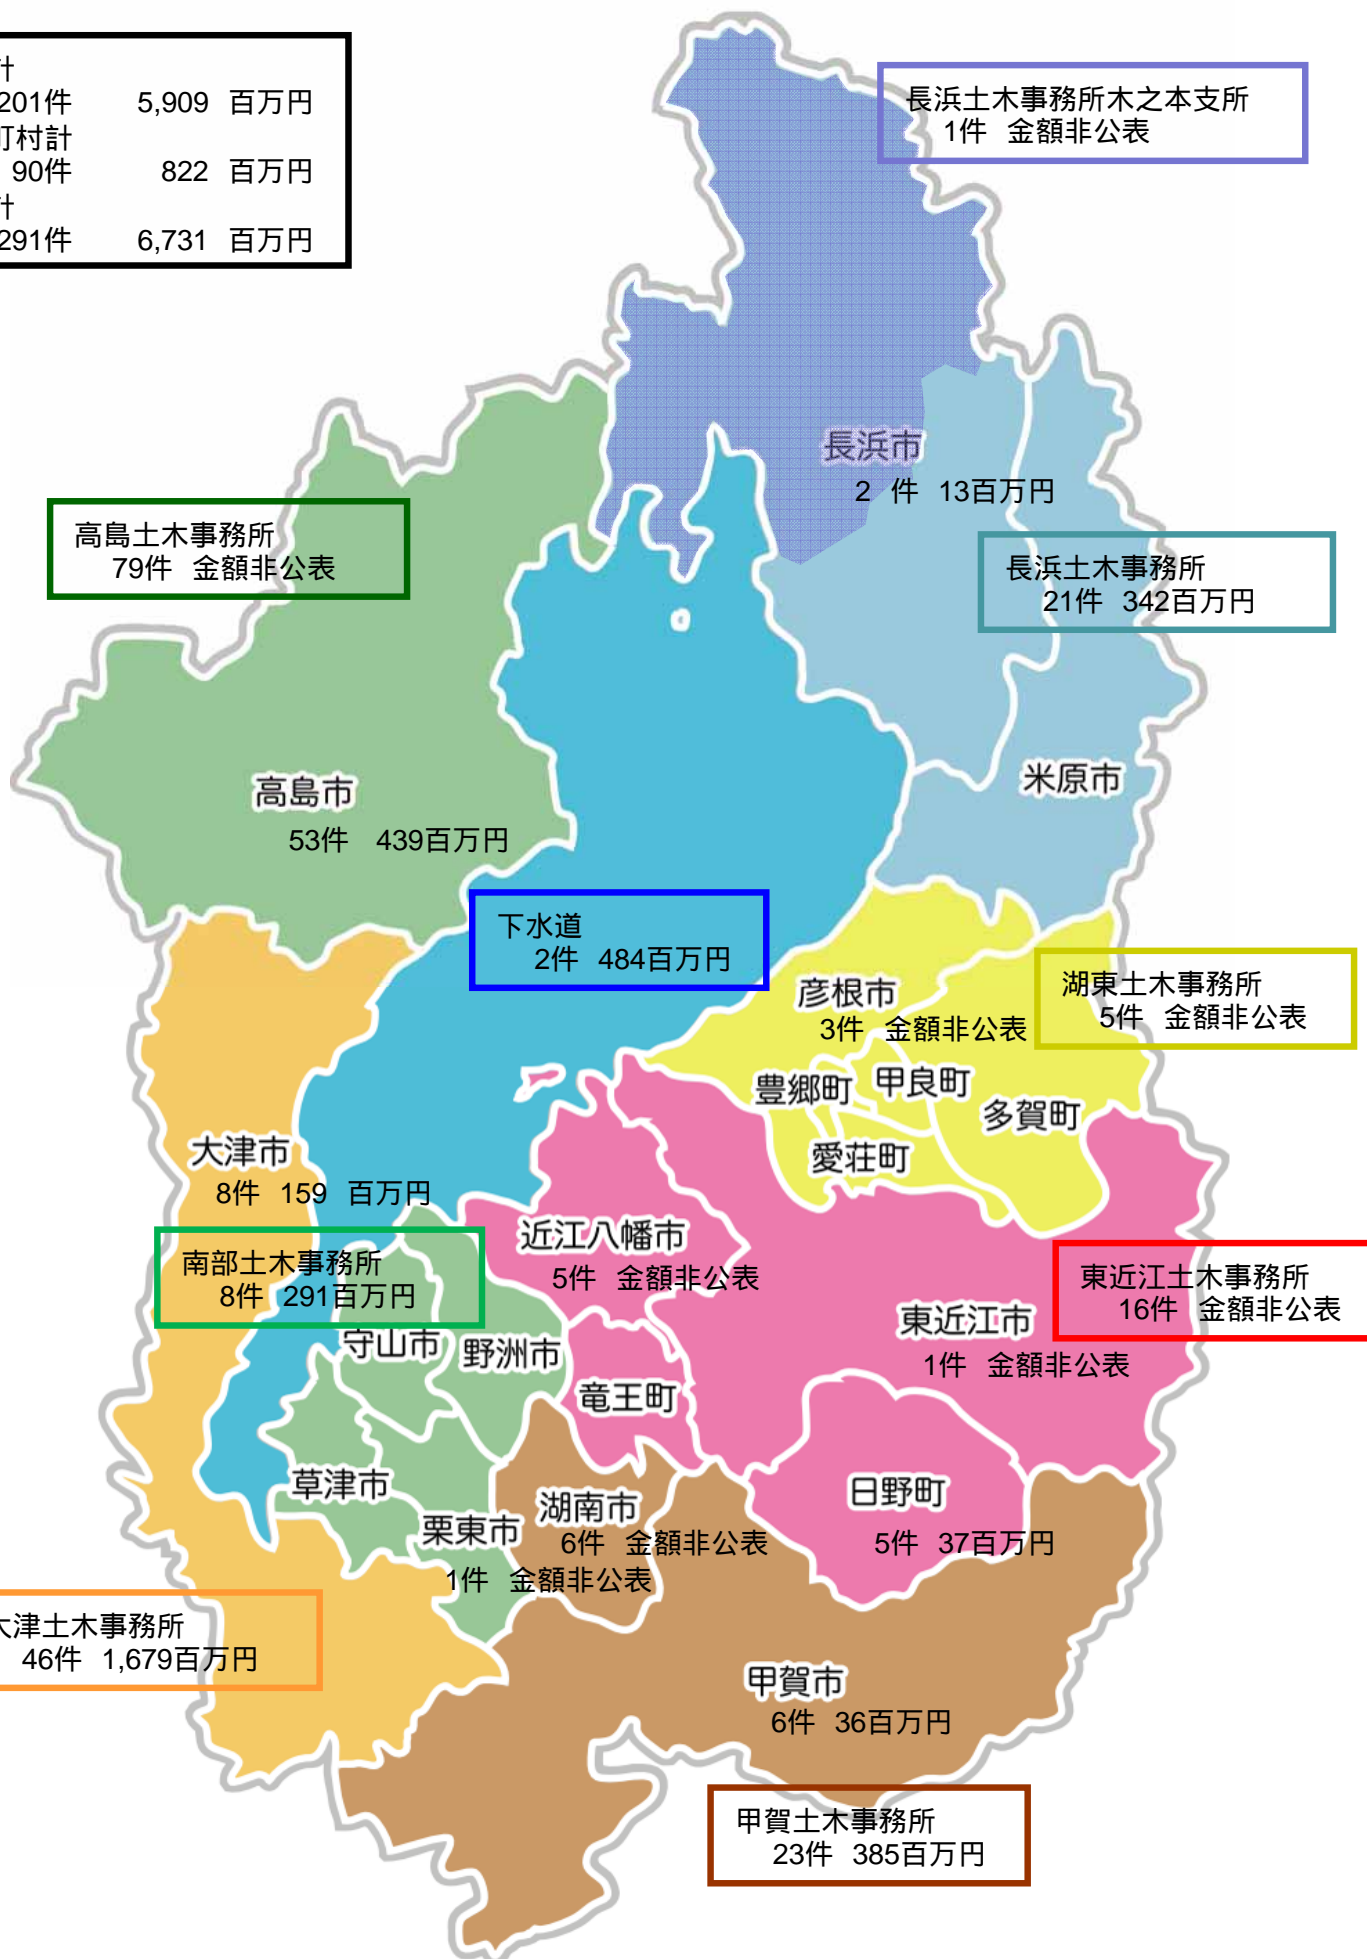 計
201件 5,909 百万円
町村計
90件 822 百万円
計
291件 6,731 百万円
長浜土木事務所木之本支所
1件 金額非公表
長浜市
2 件 13百万円
高島土木事務所
79件 金額非公表
長浜土木事務所
21件 342百万円
高島市
53件 439百万円
米原市
下水道
2件 484百万円
彦根市
3件 金額非公表
湖東土木事務所
5件 金額非公表
豊郷町
甲良町
多賀町
愛荘町
大津市
8件 159 百万円
近江八幡市
5件 金額非公表
南部土木事務所
8件 291百万円
東近江土木事務所
16件 金額非公表
東近江市
1件 金額非公表
守山市
野洲市
竜王町
草津市
栗東市
1件 金額非公表
湖南市
6件 金額非公表
日野町
5件 37百万円
大津土木事務所
46件 1,679百万円
甲賀市
6件 36百万円
甲賀土木事務所
23件 385百万円